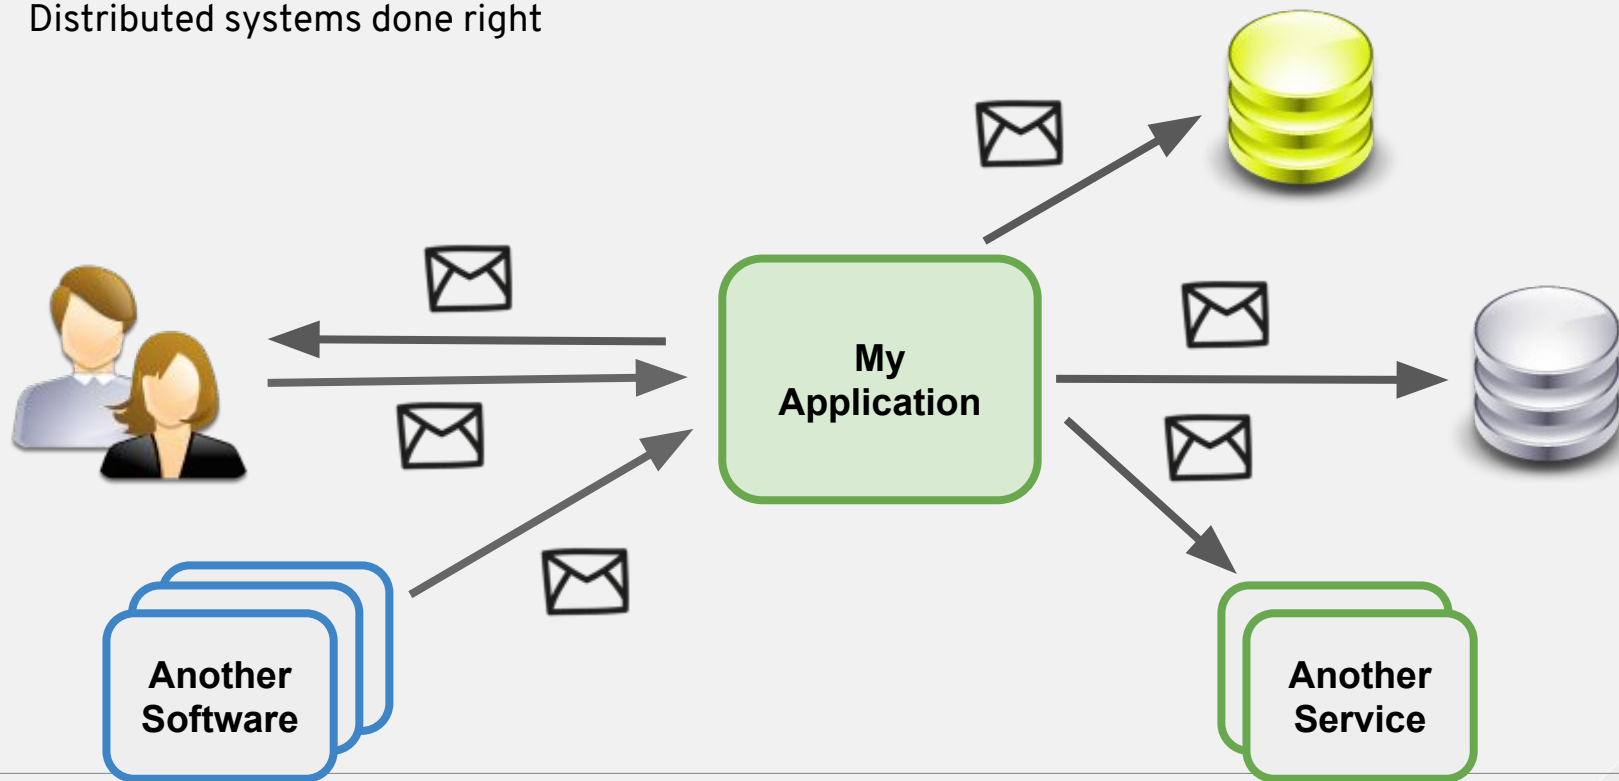 Distributed systems done right
My
Application
Another
Software
Another
Service